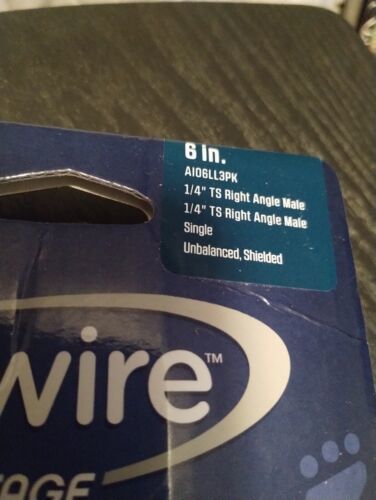 6 in.
AI06LL3PK
1/4" TS Right Angle Male
1/4" TS Right Angle Male
Single
Unbalanced, Shielded
wire™